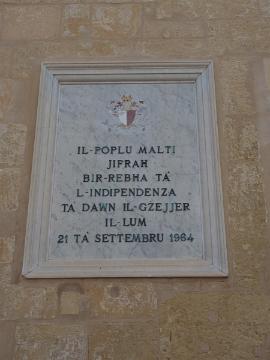 IL-POPLU MALTI
JIFRAH
BIR-REBHA TA'
L-INDIPENDENZA
TA' DAWN IL-GZEJJER
IL-LUM
21 TA' SETTEMBRU 1964